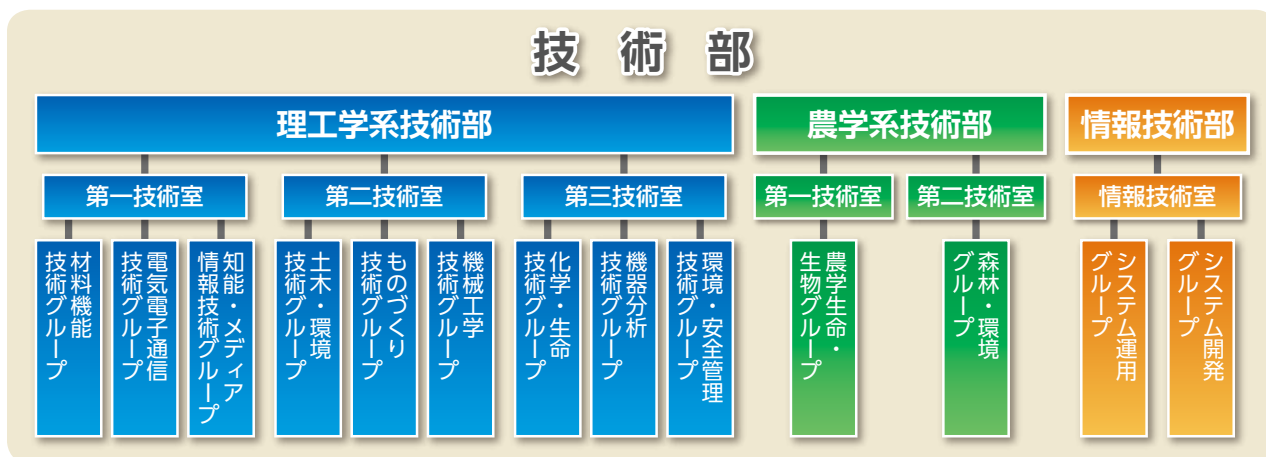 技術部
理工学系技術部
農学系技術部
情報技術部
第一技術室
第二技術室
第三技術室
第一技術室
第二技術室
情報技術室
材料機能
技術グループ
電気電子通信
技術グループ
知能・メディア
情報技術グループ
土木・環境
技術グループ
ものづくり
技術グループ
機械工学
技術グループ
化学・生命
技術グループ
機器分析
技術グループ
環境・安全管理
技術グループ
農学生命・
生物グループ
森林・環境
グループ
システム運用
グループ
システム開発
グループ